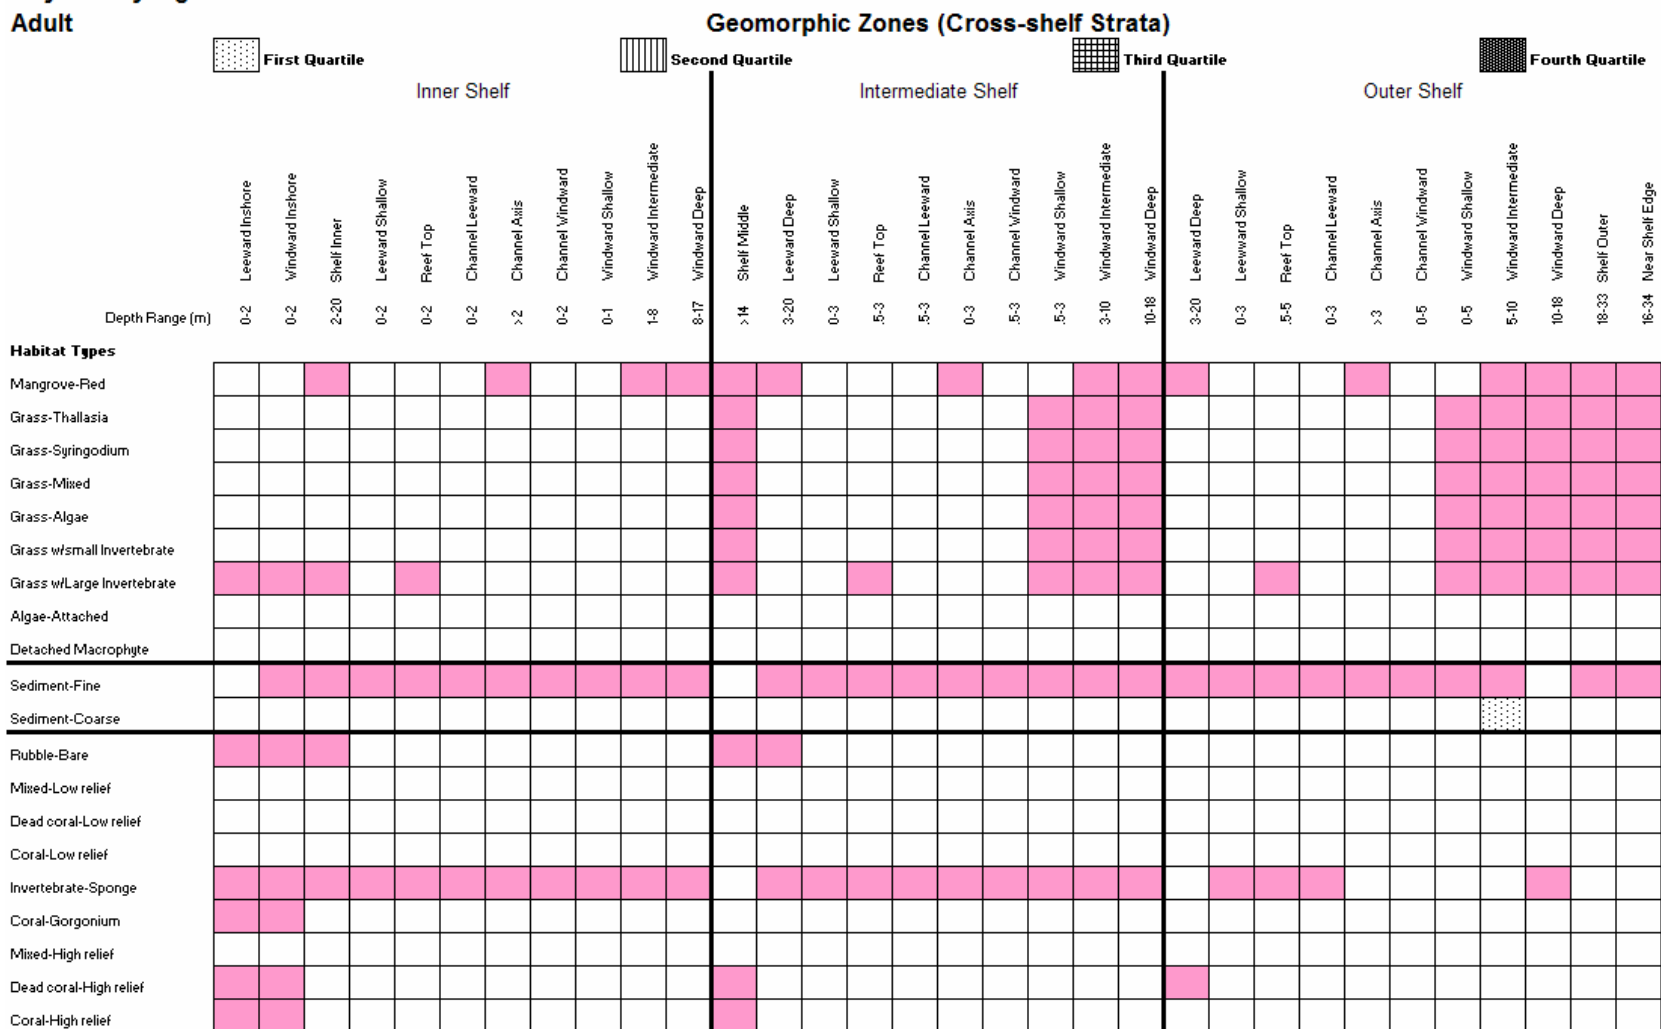 Adult
Geomorphic Zones (Cross-shelf Strata)
First Quartile
Second Quartile
Third Quartile
Fourth Quartile
Inner Shelf
Intermediate Shelf
Outer Shelf
Leeward Inshore
Windward Inshore
Shelf Inner
Leeward Shallow
Reef Top
Channel Leeward
Channel Axis
Channel Windward
Windward Shallow
Windward Intermediate
Windward Deep
Shelf Middle
Leeward Deep
Leeward Shallow
Reef Top
Channel Leeward
Channel Axis
Channel Windward
Windward Shallow
Windward Intermediate
Windward Deep
Leeward Deep
Leeward Shallow
Reef Top
Channel Leeward
Channel Axis
Channel Windward
Windward Shallow
Windward Intermediate
Windward Deep
Shelf Outer
Near Shelf Edge
Depth Range (m) 0-2 0-2 2-20 0-2 0-2 0-2 >2 0-2 0-1 1-8 8-17 >14 3-20 0-3 .5-3 .5-3 0-3 .5-3 .5-3 3-10 10-18 3-20 0-3 .5-5 0-3 >3 0-5 0-5 5-10 10-18 18-33 16-34
Habitat Types
Mangrove-Red
Grass-Thallasia
Grass-Syringodium
Grass-Mixed
Grass-Algae
Grass w/small Invertebrate
Grass w/Large Invertebrate
Algae-Attached
Detached Macrophyte
Sediment-Fine
Sediment-Coarse
Rubble-Bare
Mixed-Low relief
Dead coral-Low relief
Coral-Low relief
Invertebrate-Sponge
Coral-Gorgonium
Mixed-High relief
Dead coral-High relief
Coral-High relief